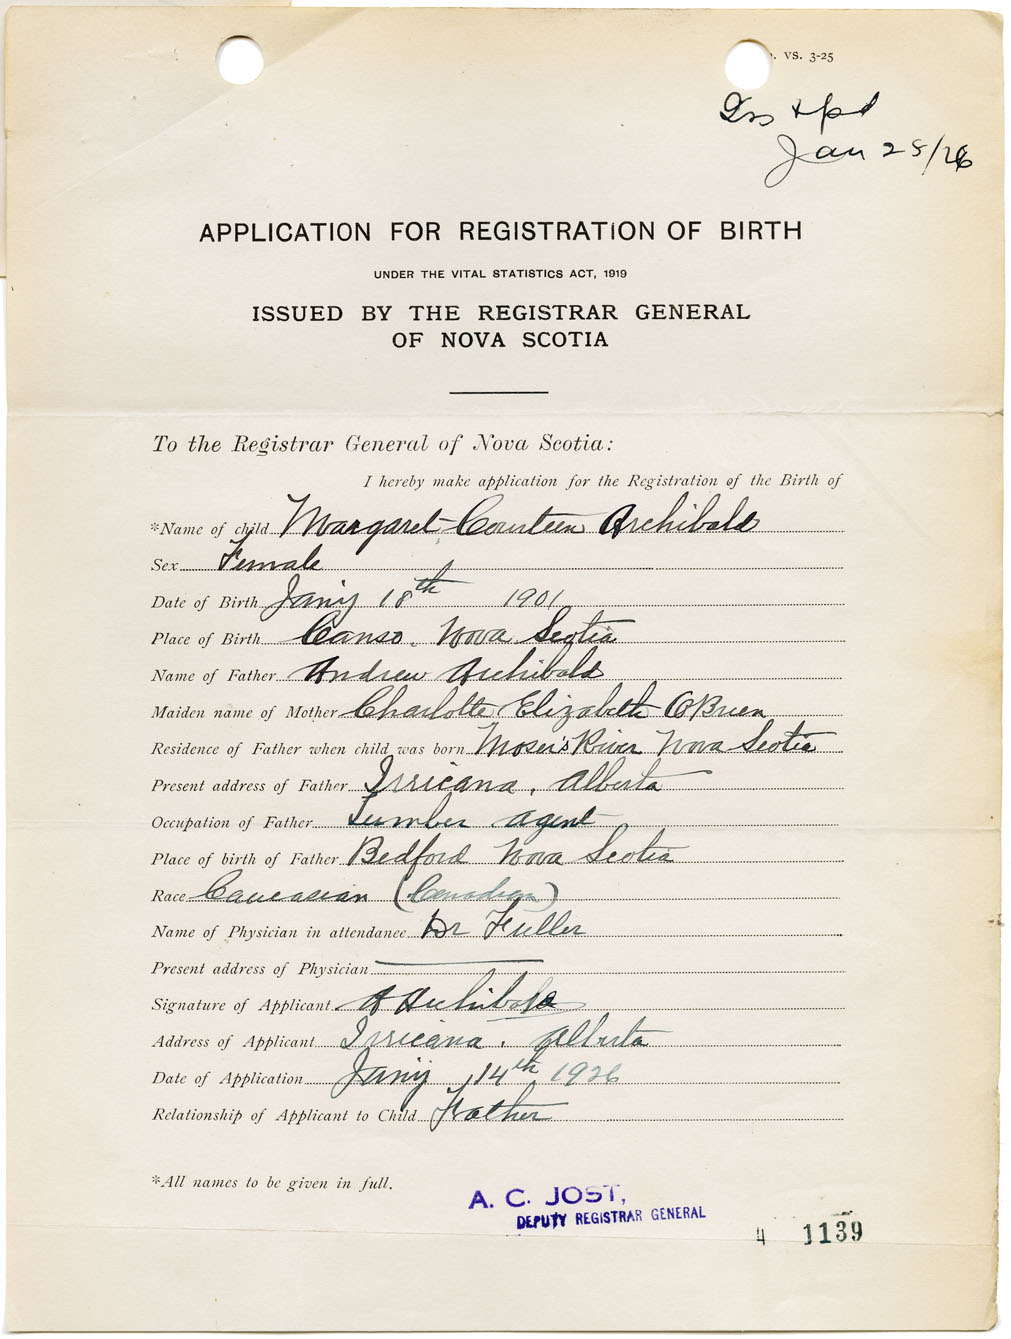 . VS. 3-25
Jan 25/26
APPLICATION FOR REGISTRATION OF BIRTH
UNDER THE VITAL STATISTICS ACT, 1919
ISSUED BY THE REGISTRAR GENERAL
OF NOVA SCOTIA
To the Registrar General of Nova Scotia:
I hereby make application for the Registration of the Birth of
*Name of child Margaret Courteen Archibald
Sex Female
Date of Birth Jan'y 18th 1901
Place of Birth Canso, Nova Scotia
Name of Father Andrew Archibald
Maiden name of Mother Charlotte Elizabeth O'Brien
Residence of Father when child was born Moser's River Nova Scotia
Present address of Father Irricana, Alberta
Occupation of Father Lumber agent
Place of birth of Father Bedford Nova Scotia
Race Caucasian (Canadian)
Name of Physician in attendance Dr Fuller
Present address of Physician
Signature of Applicant A Archibald
Address of Applicant Irricana, Alberta
Date of Application Jan'y 14th 1926
Relationship of Applicant to Child Father
*All names to be given in full.
A. C. JOST,
DEPUTY REGISTRAR GENERAL
4 1139